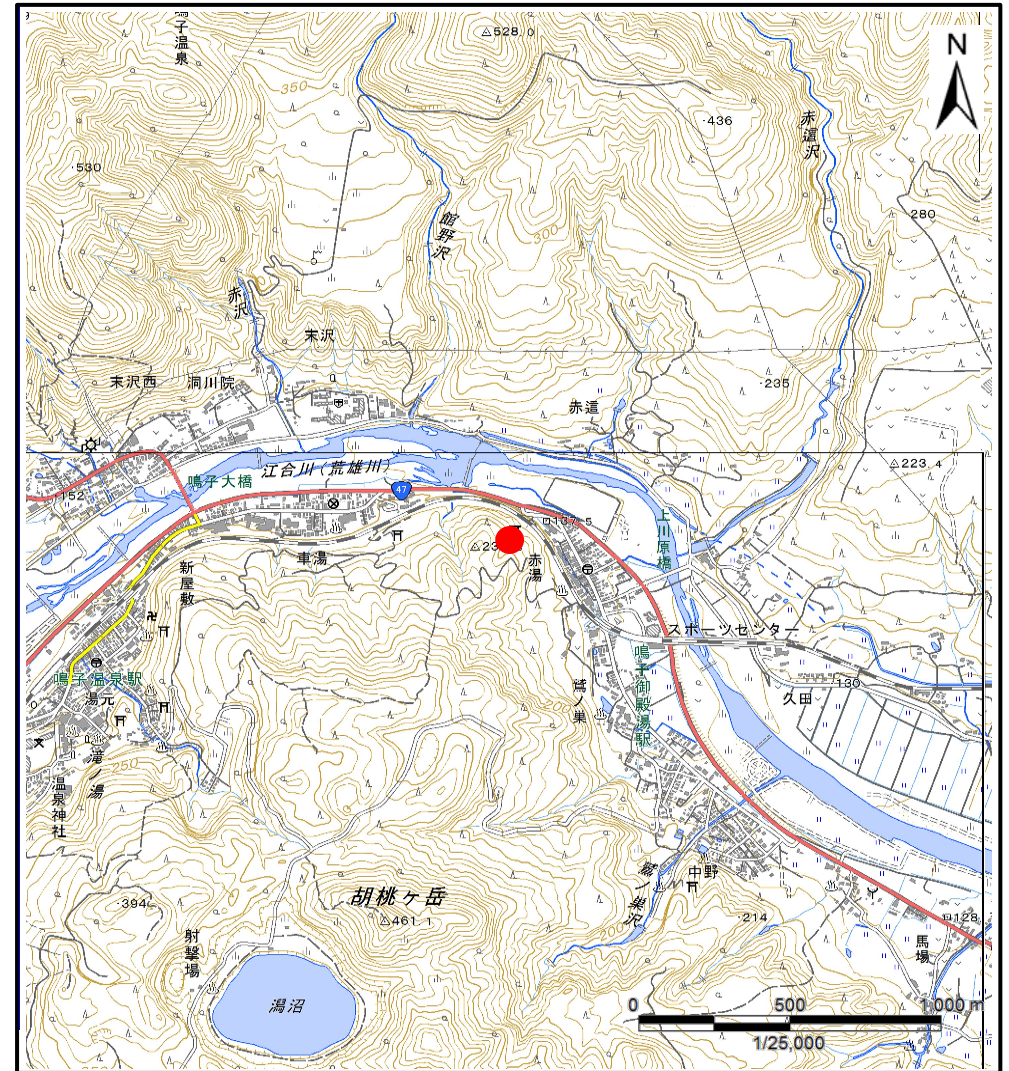 鳴子温泉
528.0
N
350
436
赤這沢
530
館野沢
280
300
赤沢
末沢
末沢西
洞川院
235
赤這
223.4
江合川(荒雄川)
鳴子大橋
47
152
137.5
上川原橋
車湯
赤湯
新屋敷
スポーツセンター
鳴子御殿湯駅
鳴子温泉駅
鷲ノ巣
130
久田
湯元
滝ノ湯
250
温泉神社
鷲ノ巣沢
中野
胡桃ヶ岳
394
461.1
214
128
射撃場
馬場
潟沼
0 500 1,000 m
1/25,000